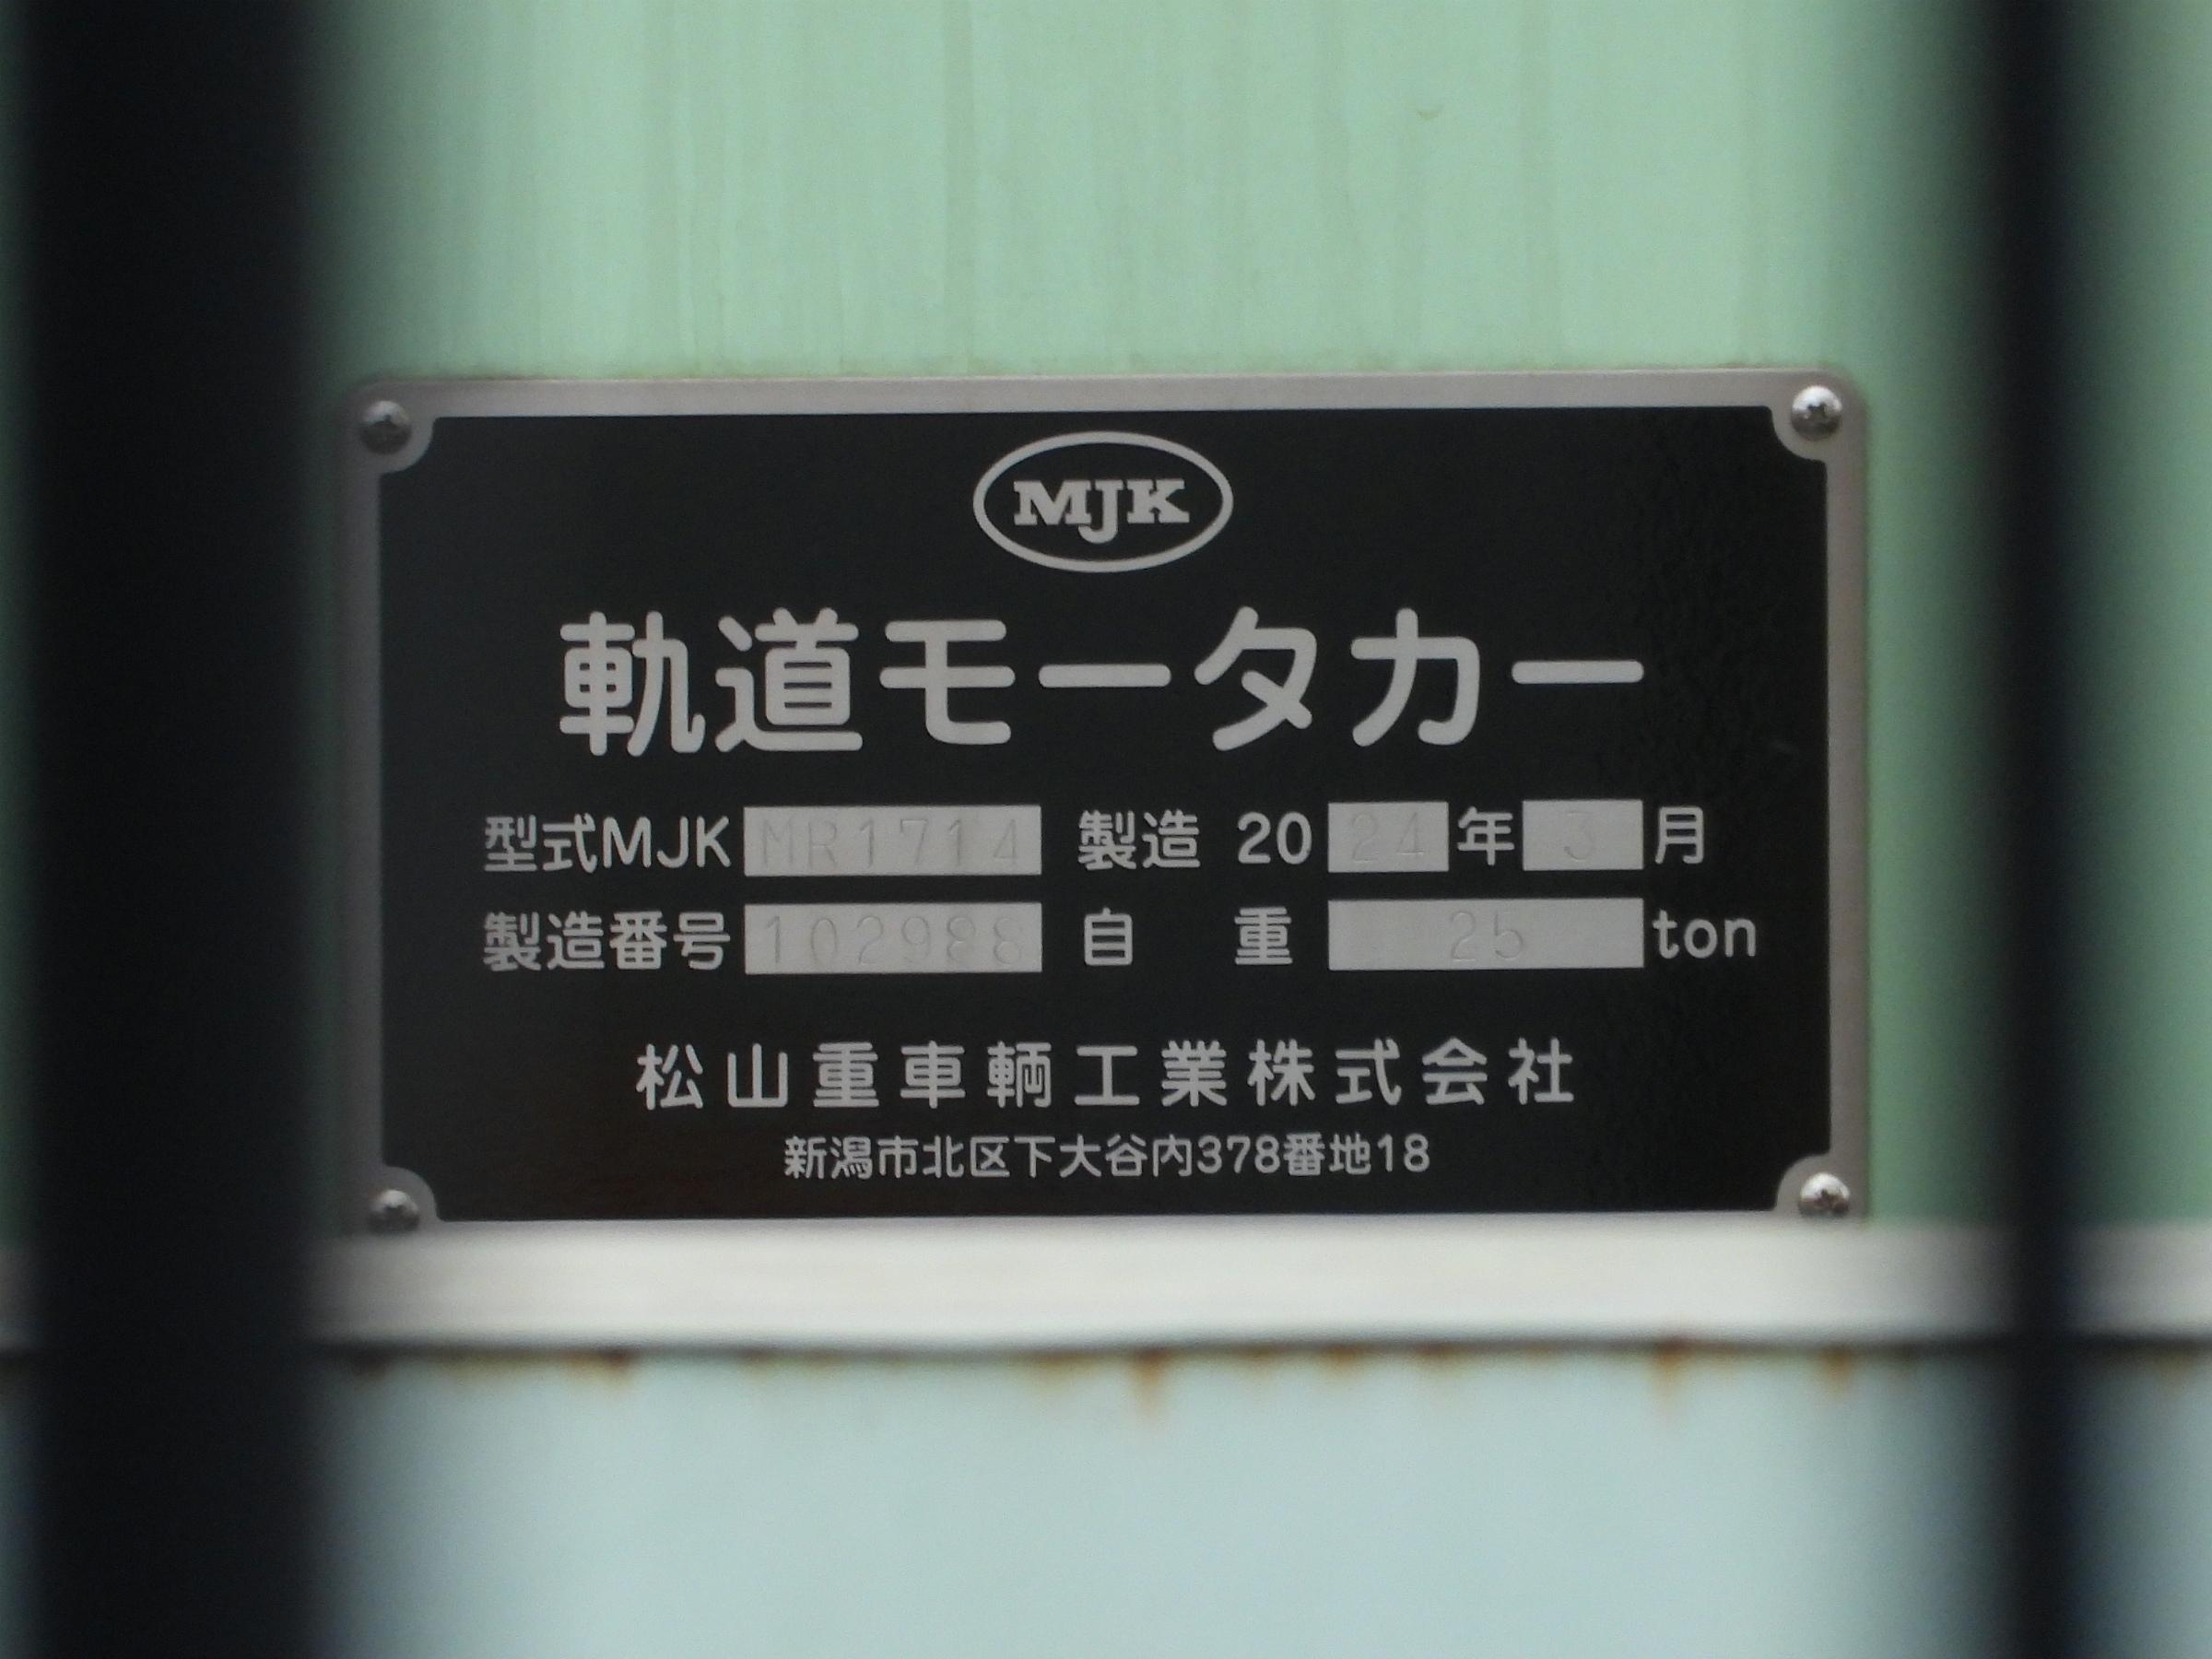 MJK
軌道モータカー
型式MJK MR1714 製造 2024年3月
製造番号 102988 自重 25 ton
松山重車輌工業株式会社
新潟市北区下大谷内378番地18